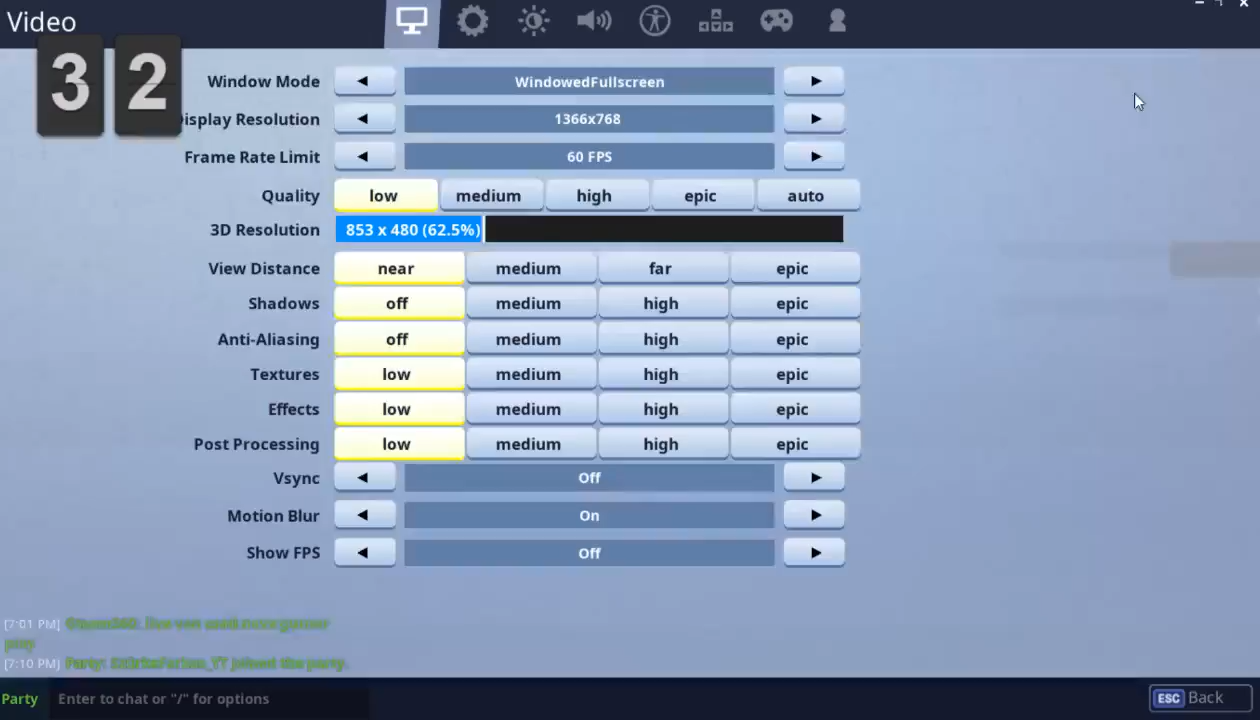 Video
3 2
Window Mode WindowedFullscreen
isplay Resolution 1366x768
Frame Rate Limit 60 FPS
Quality low medium high epic auto
3D Resolution 853 x 480 (62.5%)
View Distance near medium far epic
Shadows off medium high epic
Anti-Aliasing off medium high epic
Textures low medium high epic
Effects low medium high epic
Post Processing low medium high epic
Vsync Off
Motion Blur On
Show FPS Off
[7:01 PM]
[7:10 PM] Party: joined the party.
Party Enter to chat or "/" for options
ESC Back